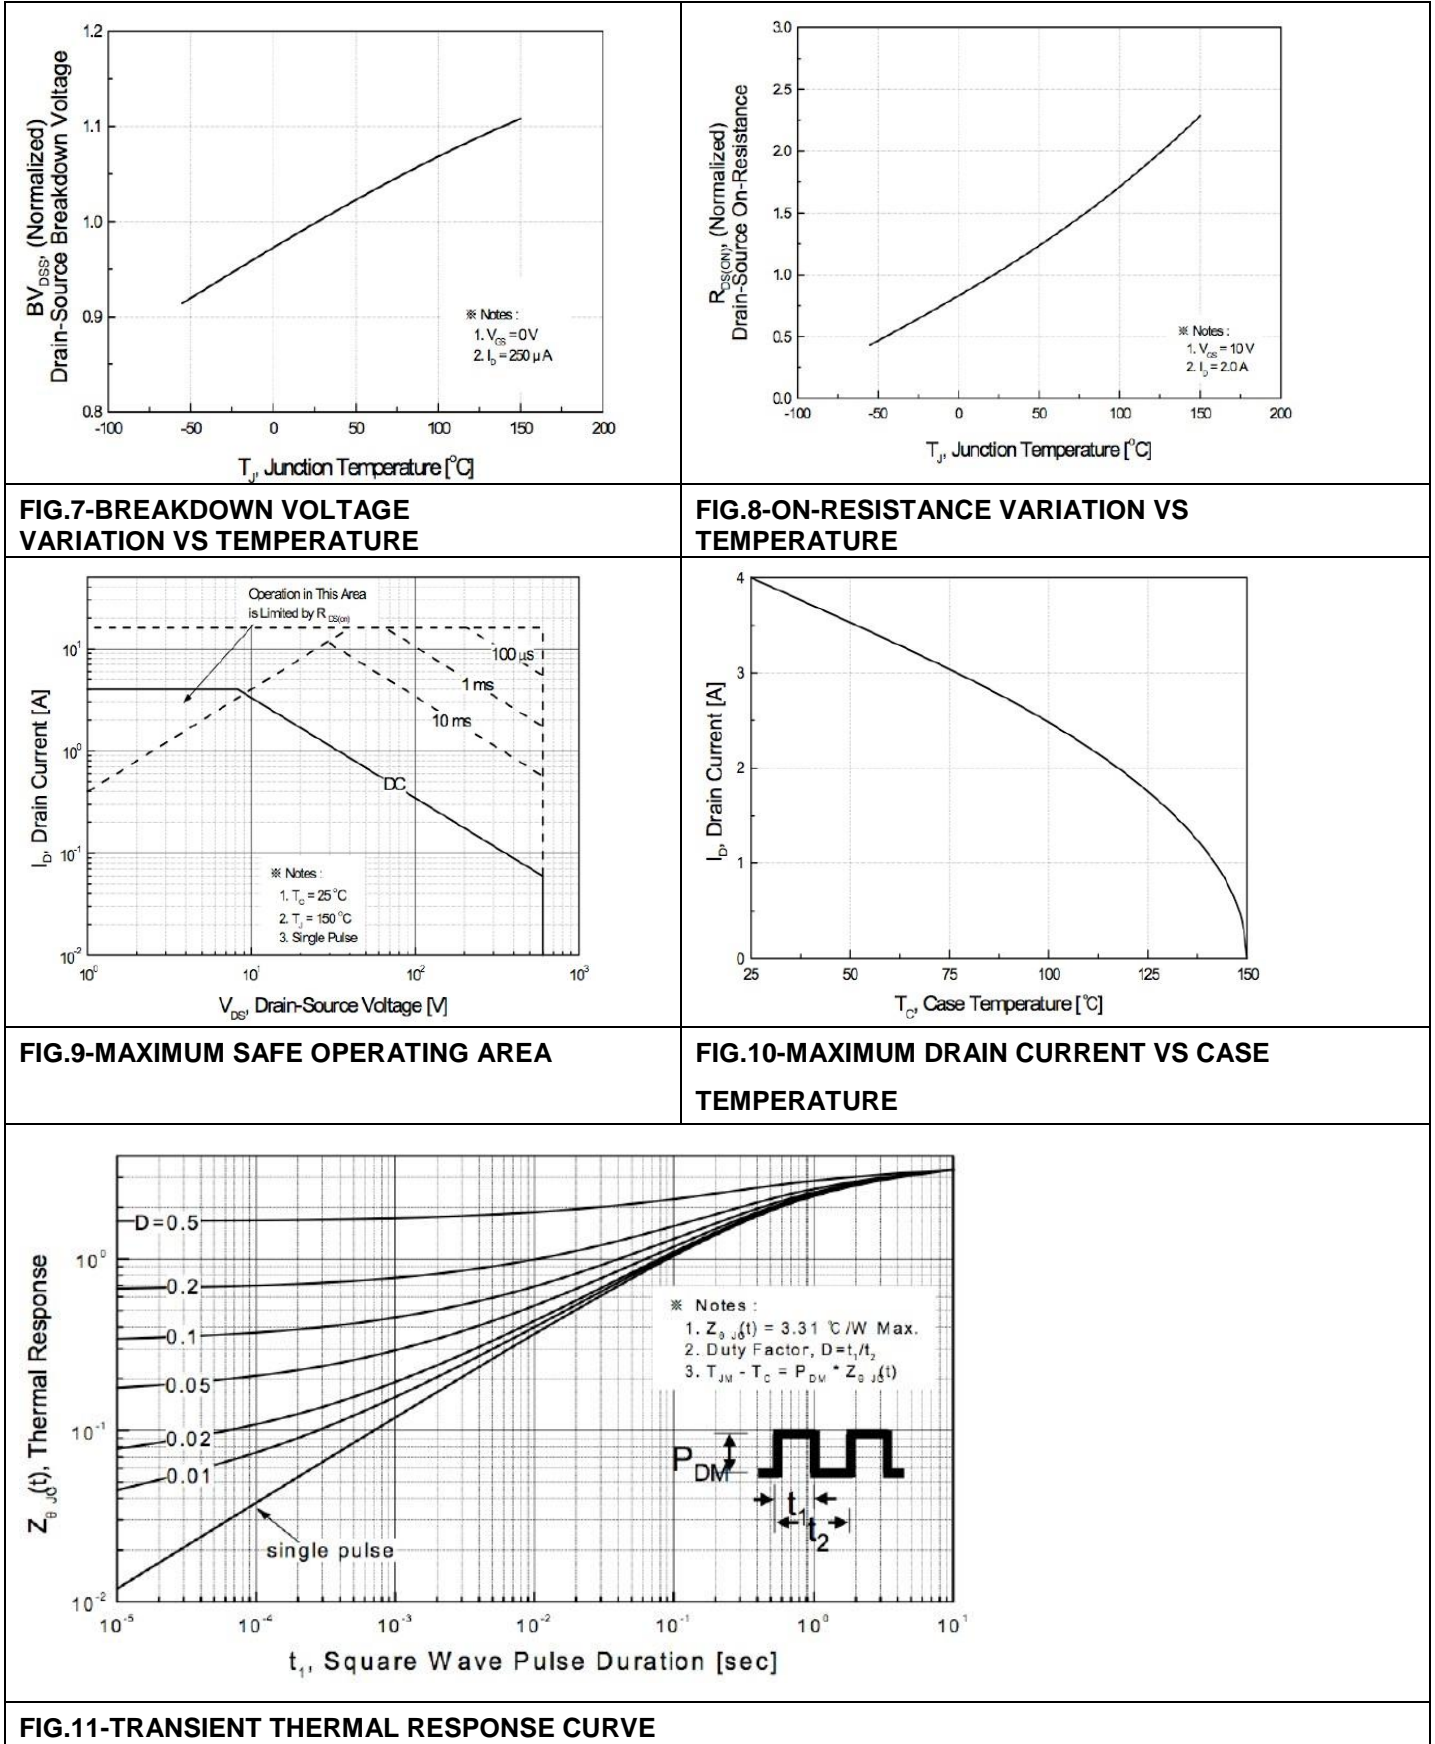 BV_DSS, (Normalized)
Drain-Source Breakdown Voltage
1.2
1.1
1.0
0.9
0.8
-100 -50 0 50 100 150 200
T_J, Junction Temperature [°C]
※ Notes :
1. V_GS = 0 V
2. I_D = 250 μA
FIG.7-BREAKDOWN VOLTAGE
VARIATION VS TEMPERATURE
R_DS(ON), (Normalized)
Drain-Source On-Resistance
3.0
2.5
2.0
1.5
1.0
0.5
0.0
-100 -50 0 50 100 150 200
T_J, Junction Temperature [°C]
※ Notes :
1. V_GS = 10 V
2. I_D = 2.0 A
FIG.8-ON-RESISTANCE VARIATION VS
TEMPERATURE
I_D, Drain Current [A]
10^1
10^0
10^-1
10^-2
10^0 10^1 10^2 10^3
V_DS, Drain-Source Voltage [V]
Operation in This Area
is Limited by R_DS(on)
100 μs
1 ms
10 ms
DC
※ Notes :
1. T_C = 25 °C
2. T_J = 150 °C
3. Single Pulse
FIG.9-MAXIMUM SAFE OPERATING AREA
I_D, Drain Current [A]
4
3
2
1
0
25 50 75 100 125 150
T_C, Case Temperature [℃]
FIG.10-MAXIMUM DRAIN CURRENT VS CASE
TEMPERATURE
Z_θJC(t), Thermal Response
10^0
10^-1
10^-2
D=0.5
0.2
0.1
0.05
0.02
0.01
single pulse
※ Notes :
1. Z_θJC(t) = 3.31 ℃/W Max.
2. Duty Factor, D=t_1/t_2
3. T_JM - T_C = P_DM * Z_θJC(t)
P_DM
t_1
t_2
10^-5 10^-4 10^-3 10^-2 10^-1 10^0 10^1
t_1, Square Wave Pulse Duration [sec]
FIG.11-TRANSIENT THERMAL RESPONSE CURVE